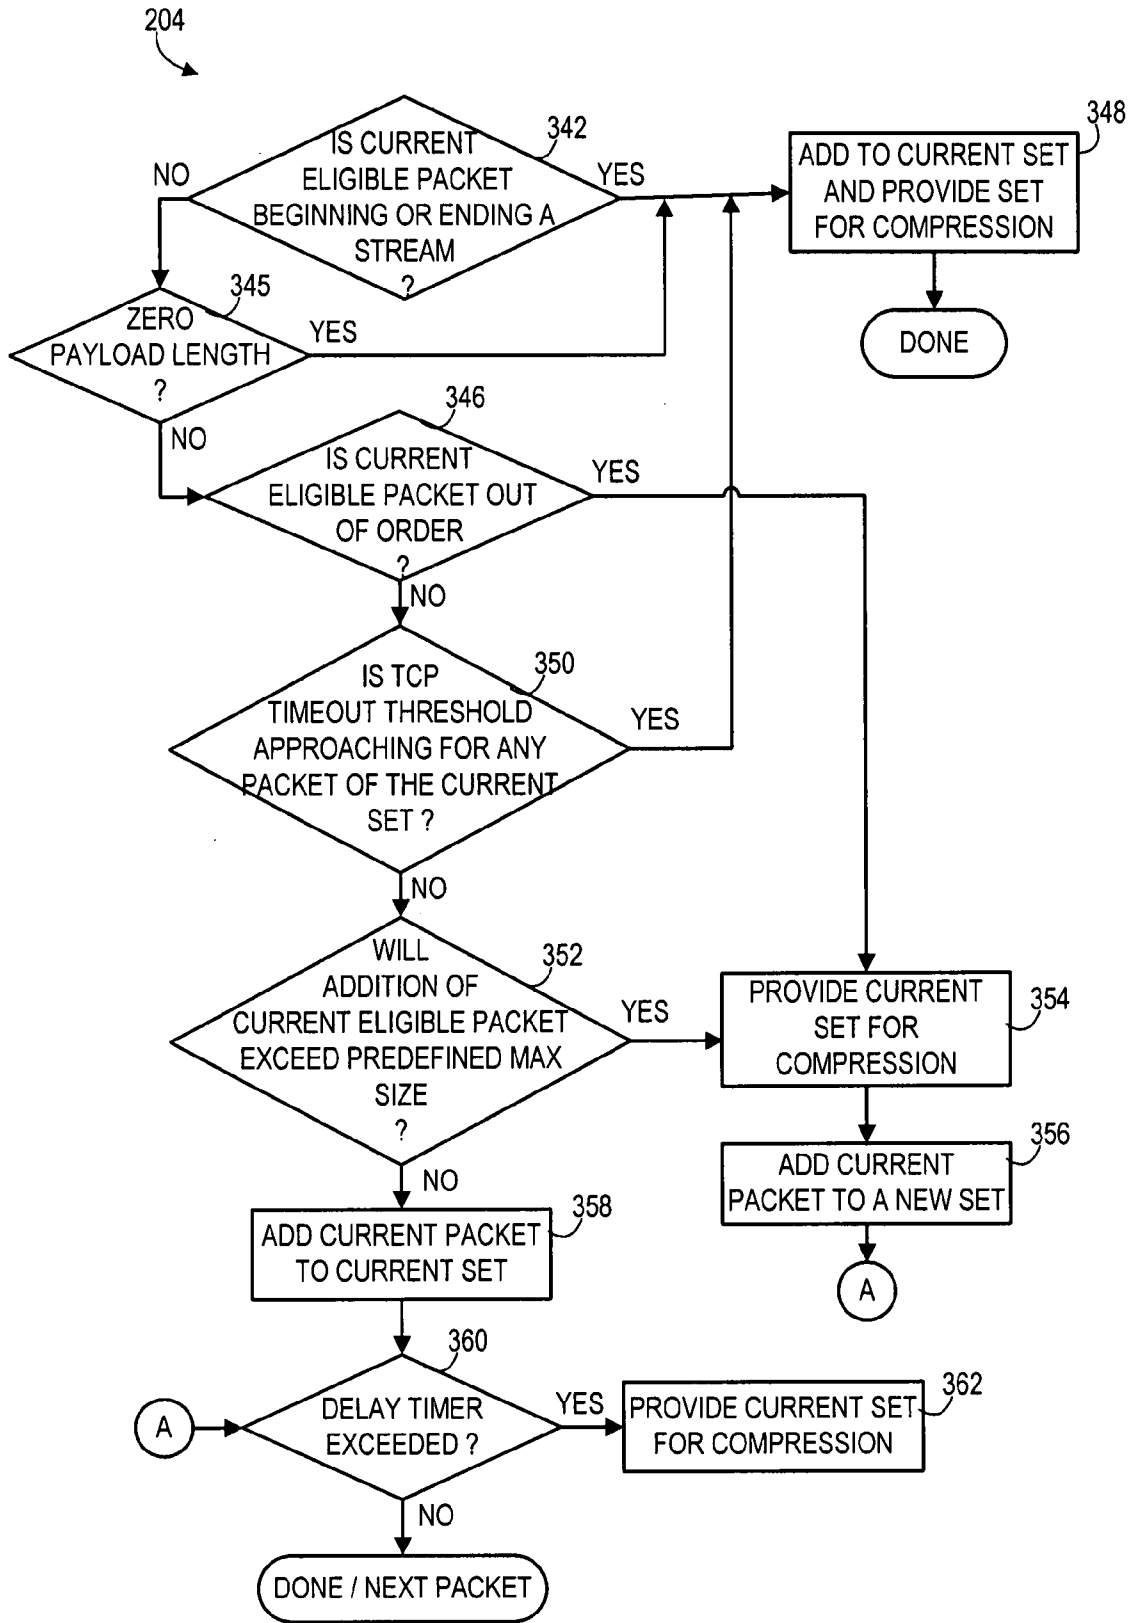 204
IS CURRENT
ELIGIBLE PACKET
BEGINNING OR ENDING A
STREAM
?
342
NO
YES
ADD TO CURRENT SET
AND PROVIDE SET
FOR COMPRESSION
348
DONE
ZERO
PAYLOAD LENGTH
?
345
YES
NO
IS CURRENT
ELIGIBLE PACKET OUT
OF ORDER
?
346
YES
NO
IS TCP
TIMEOUT THRESHOLD
APPROACHING FOR ANY
PACKET OF THE CURRENT
SET ?
350
YES
NO
WILL
ADDITION OF
CURRENT ELIGIBLE PACKET
EXCEED PREDEFINED MAX
SIZE
?
352
YES
NO
PROVIDE CURRENT
SET FOR
COMPRESSION
354
ADD CURRENT
PACKET TO A NEW SET
356
A
ADD CURRENT PACKET
TO CURRENT SET
358
A
DELAY TIMER
EXCEEDED ?
360
YES
NO
PROVIDE CURRENT SET
FOR COMPRESSION
362
DONE / NEXT PACKET